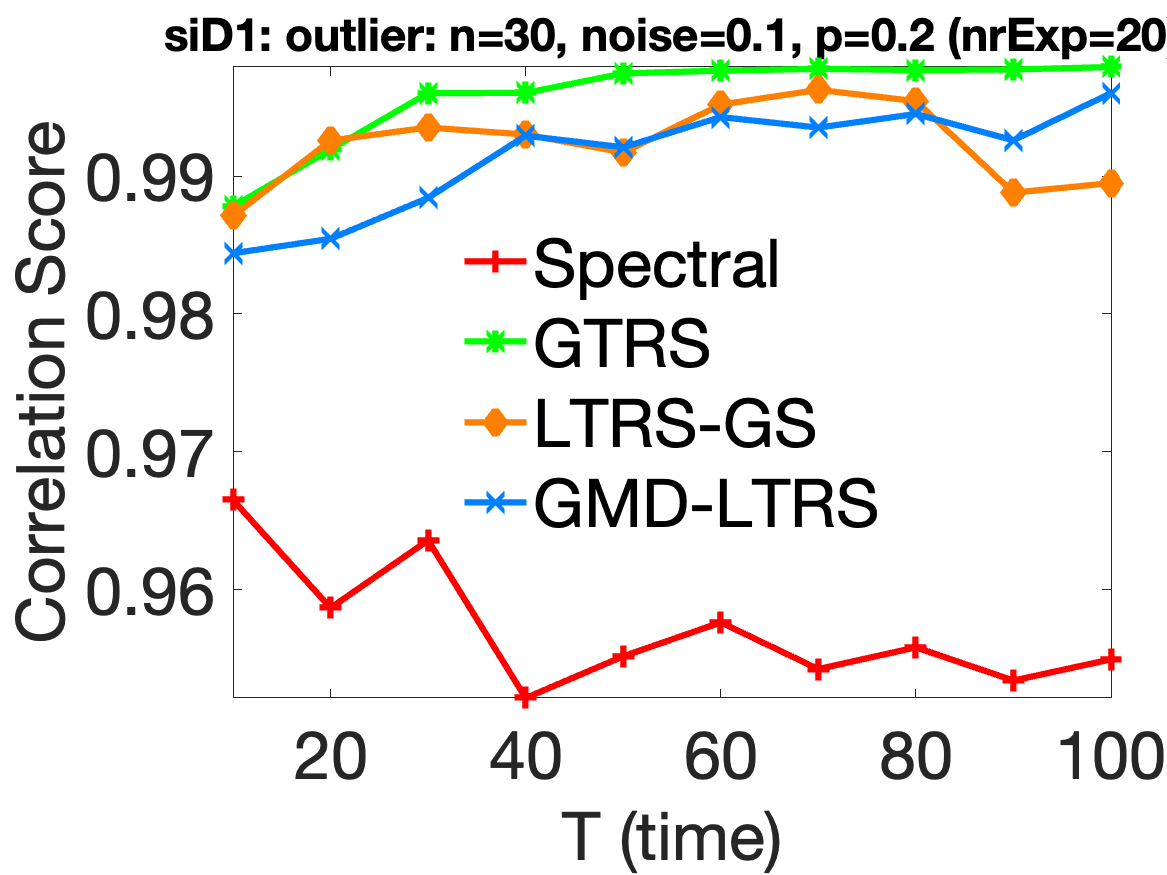 siD1: outlier: n=30, noise=0.1, p=0.2 (nrExp=20)
Correlation Score
0.99
0.98
0.97
0.96
Spectral
GTRS
LTRS-GS
GMD-LTRS
20 40 60 80 100
T (time)